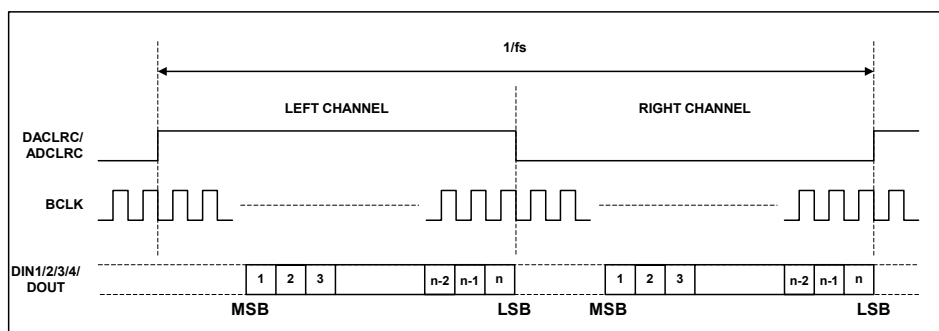 1/fs
LEFT CHANNEL
RIGHT CHANNEL
DACLRC/
ADCLRC
BCLK
DIN1/2/3/4/
DOUT
1 2 3 n-2 n-1 n 1 2 3 n-2 n-1 n
MSB LSB MSB LSB